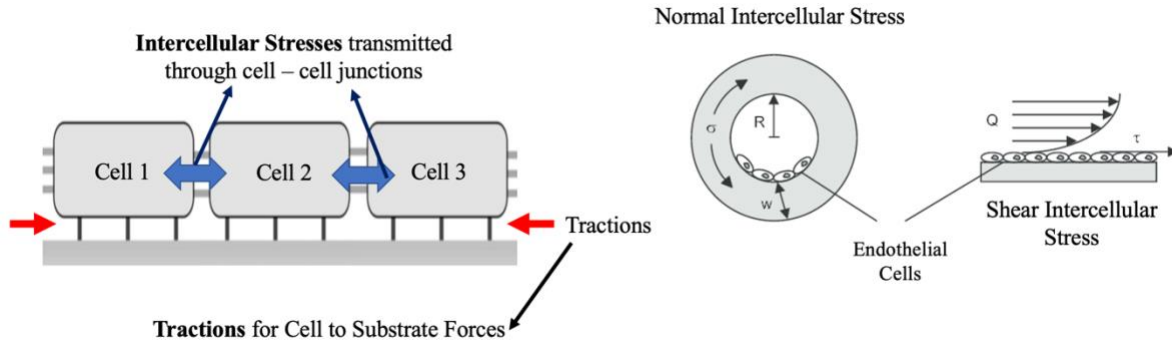 Intercellular Stresses transmitted
through cell – cell junctions
Cell 1
Cell 2
Cell 3
Tractions
Tractions for Cell to Substrate Forces
Normal Intercellular Stress
σ
R
w
Q
τ
Endothelial
Cells
Shear Intercellular
Stress